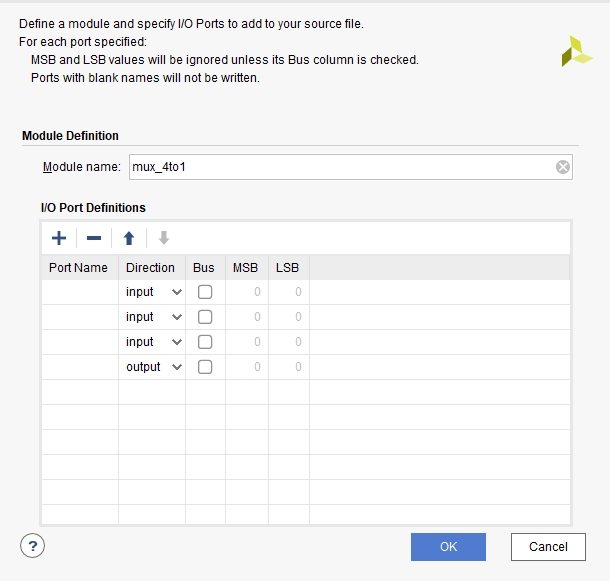 Define a module and specify I/O Ports to add to your source file.
For each port specified:
MSB and LSB values will be ignored unless its Bus column is checked.
Ports with blank names will not be written.
Module Definition
Module name: mux_4to1
I/O Port Definitions
Port Name Direction Bus MSB LSB
input 0 0
input 0 0
input 0 0
output 0 0
? OK Cancel